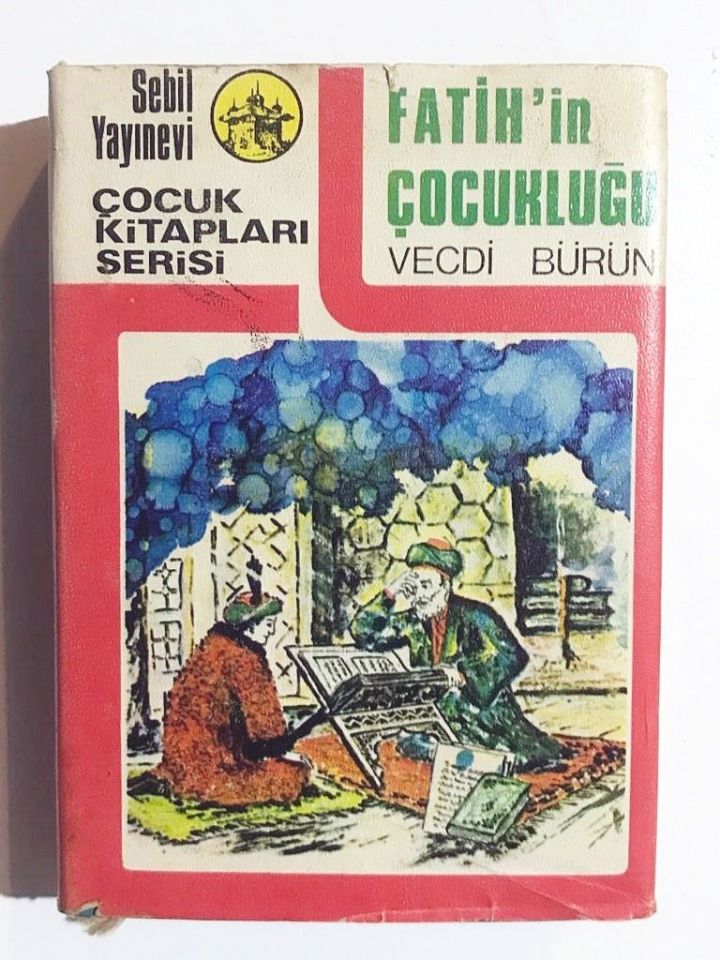 Sebil
Yayınevi
ÇOCUK
KİTAPLARI
SERİSİ
FATİH'in
ÇOCUKLUĞU
VECDİ BÜRÜN